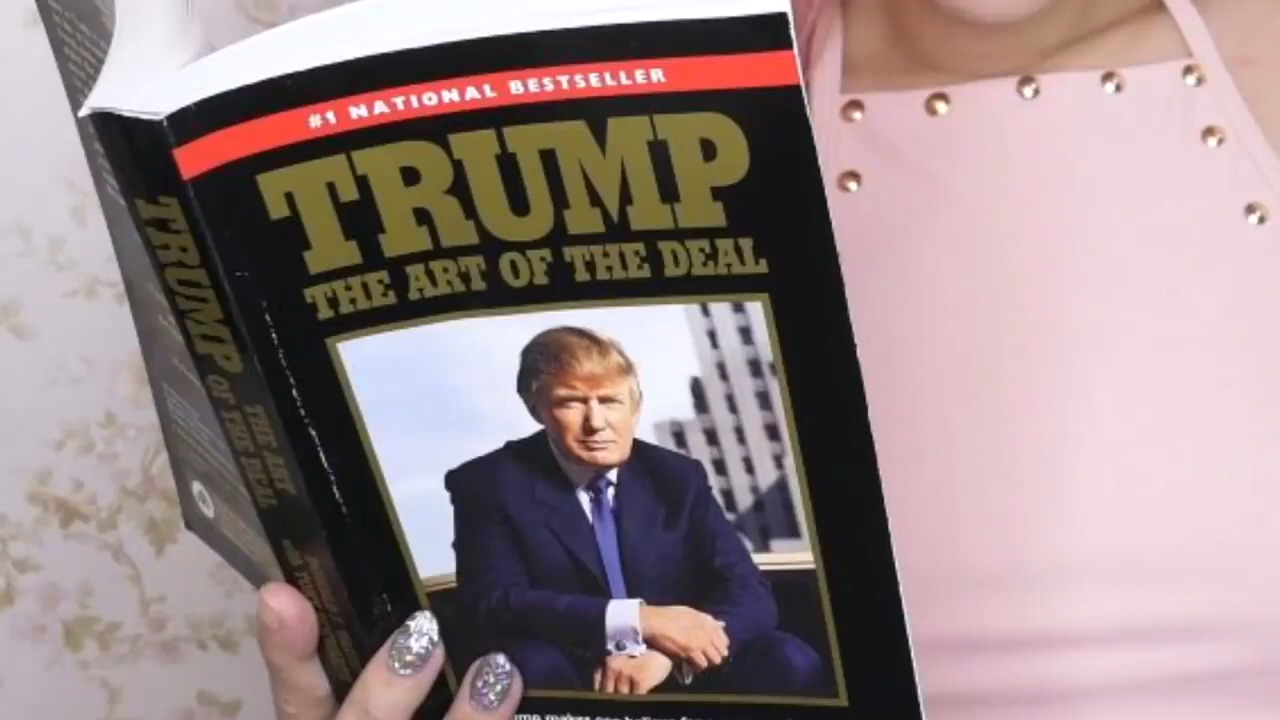 #1 NATIONAL BESTSELLER
TRUMP
THE ART OF THE DEAL
TRUMP
THE ART
OF THE DEAL